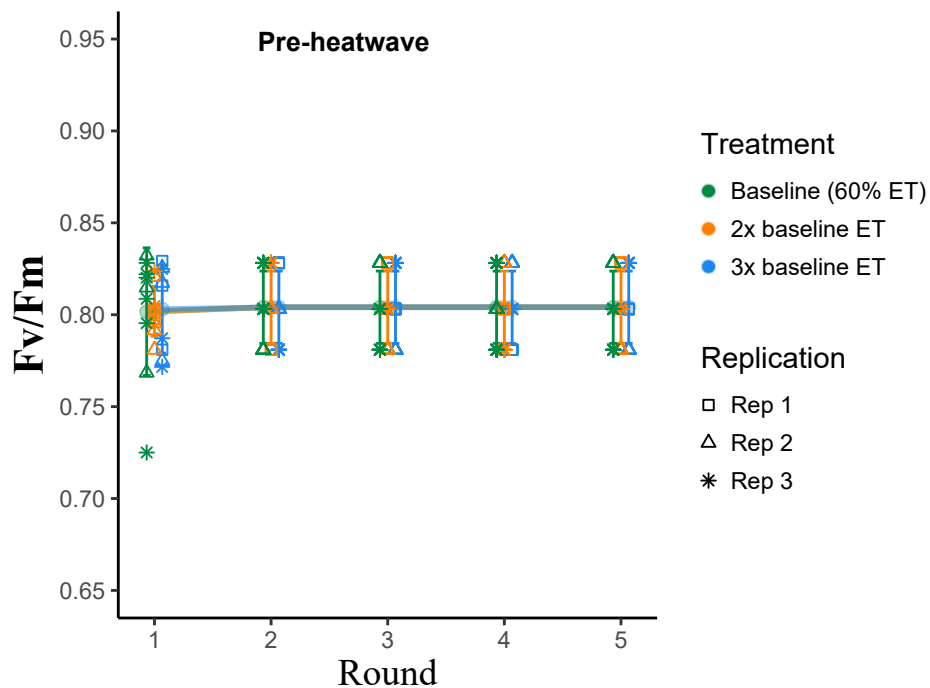 Pre-heatwave
Fv/Fm
0.95
0.90
0.85
0.80
0.75
0.70
0.65
1 2 3 4 5
Round
Treatment
Baseline (60% ET)
2x baseline ET
3x baseline ET
Replication
Rep 1
Rep 2
Rep 3